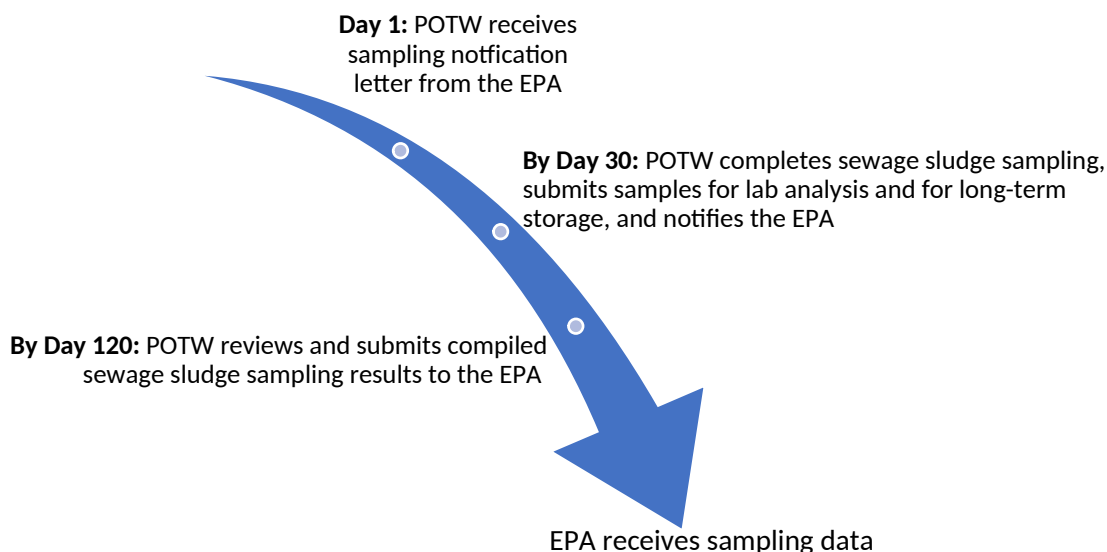 Day 1: POTW receives
sampling notfication
letter from the EPA
By Day 30: POTW completes sewage sludge sampling,
submits samples for lab analysis and for long-term
storage, and notifies the EPA
By Day 120: POTW reviews and submits compiled
sewage sludge sampling results to the EPA
EPA receives sampling data